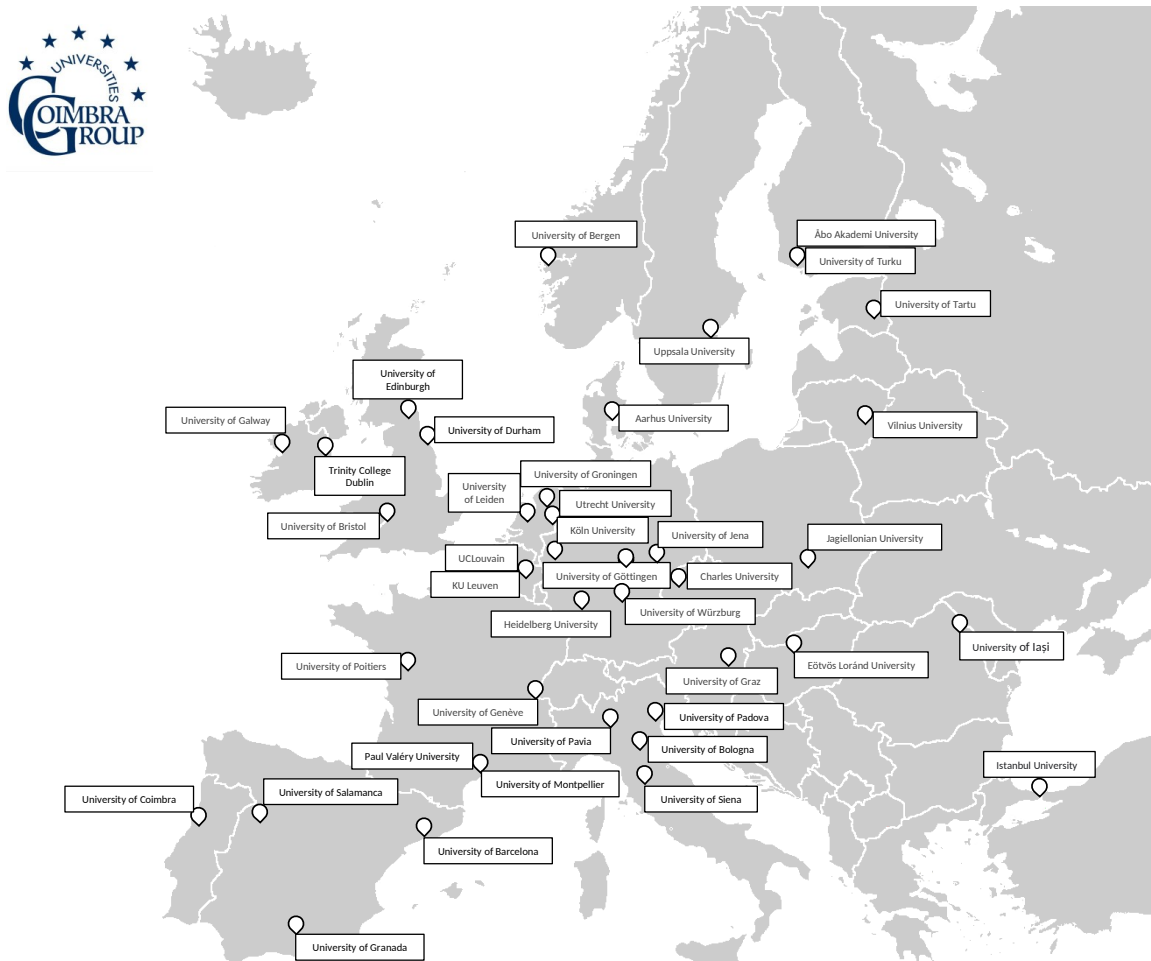 UNIVERSITIES
COIMBRA
GROUP
University of Bergen
Åbo Akademi University
University of Turku
University of Tartu
Uppsala University
University of
Edinburgh
University of Galway
Aarhus University
Vilnius University
University of Durham
Trinity College
Dublin
University of Groningen
University
of Leiden
Utrecht University
University of Bristol
Köln University
University of Jena
Jagiellonian University
UCLouvain
KU Leuven
University of Göttingen
Charles University
University of Würzburg
Heidelberg University
University of Iași
University of Poitiers
Eötvös Loránd University
University of Graz
University of Genève
University of Padova
University of Pavia
University of Bologna
Paul Valéry University
Istanbul University
University of Montpellier
University of Salamanca
University of Coimbra
University of Siena
University of Barcelona
University of Granada